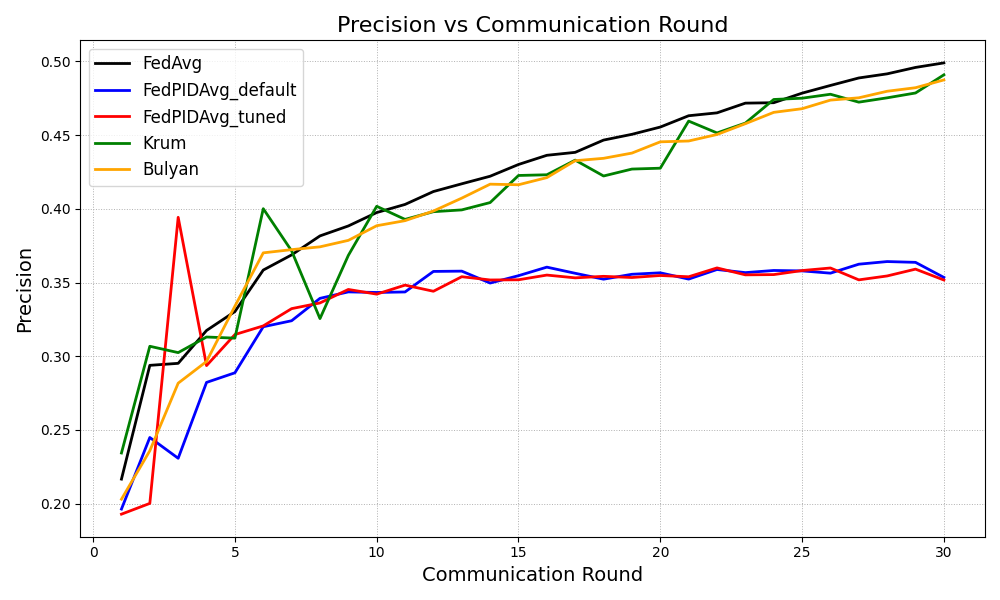 Precision vs Communication Round
FedAvg
FedPIDAvg_default
FedPIDAvg_tuned
Krum
Bulyan
Precision
0.50
0.45
0.40
0.35
0.30
0.25
0.20
0
5
10
15
20
25
30
Communication Round